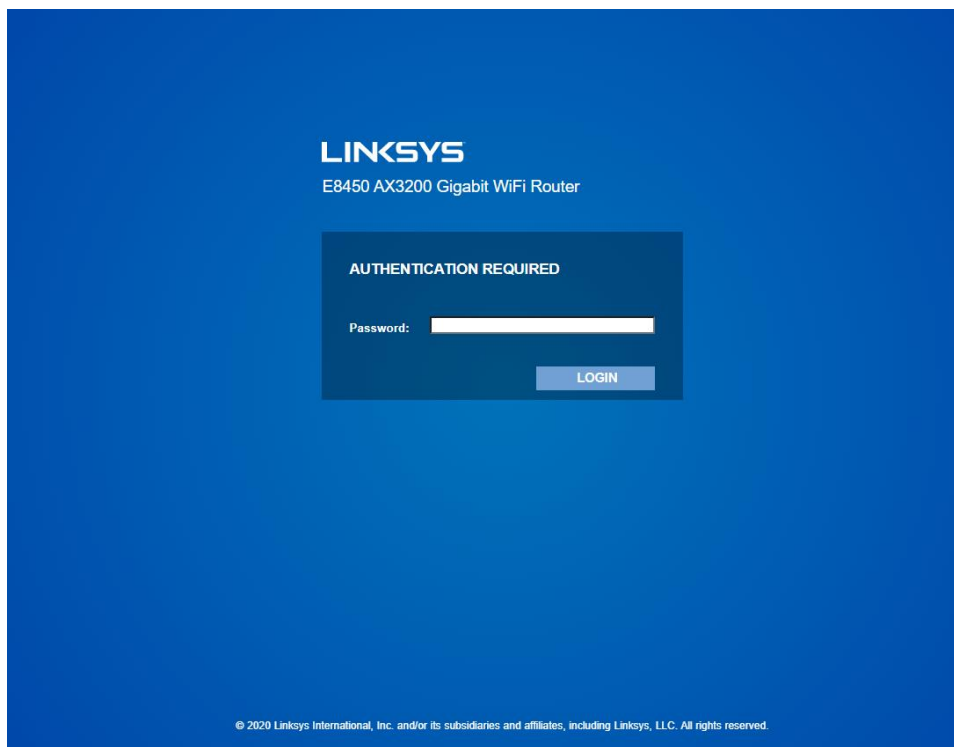 LINKSYS
E8450 AX3200 Gigabit WiFi Router
AUTHENTICATION REQUIRED
Password:
LOGIN
© 2020 Linksys International, Inc. and/or its subsidiaries and affiliates, including Linksys, LLC. All rights reserved.